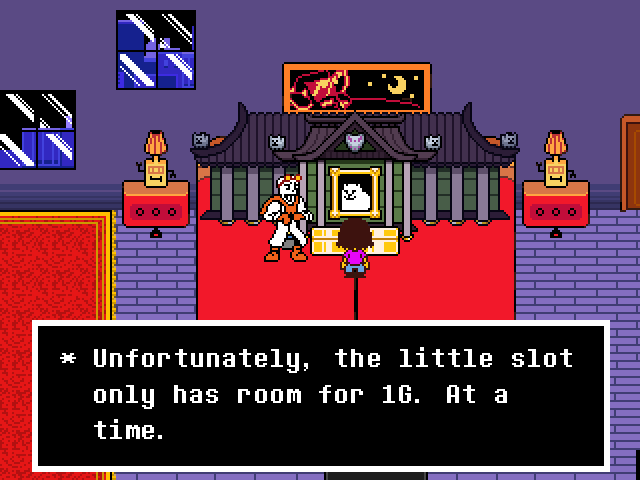 * Unfortunately, the little slot
only has room for 1G. At a
time.